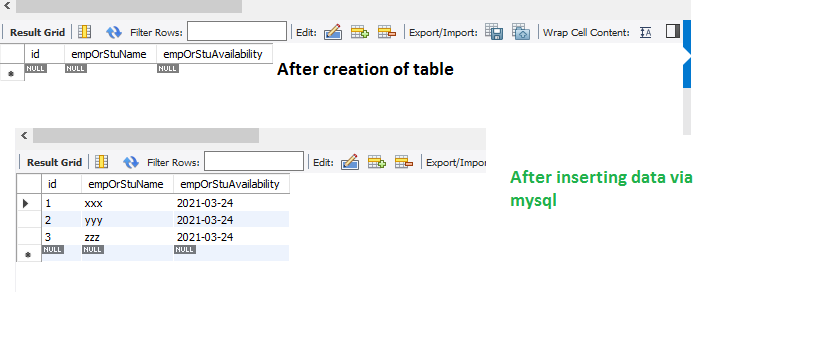 Result Grid Filter Rows: Edit: Export/Import: Wrap Cell Content: IA
id empOrStuName empOrStuAvailability
NULL NULL NULL
After creation of table
Result Grid Filter Rows: Edit: Export/Impo
id empOrStuName empOrStuAvailability
1 xxx 2021-03-24
2 yyy 2021-03-24
3 zzz 2021-03-24
NULL NULL NULL
After inserting data via
mysql